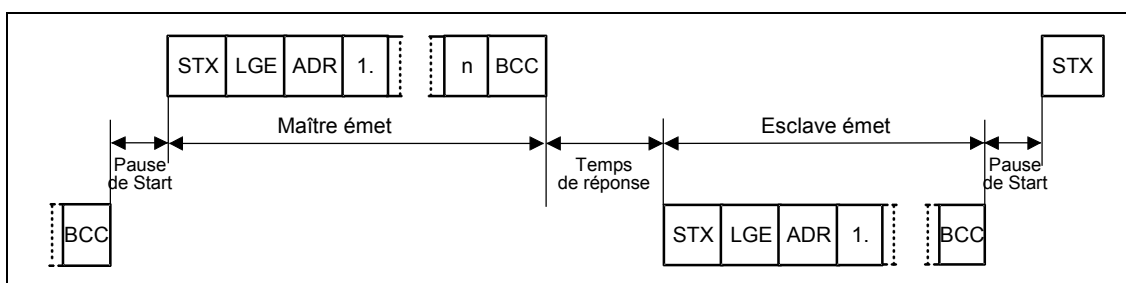 STX LGE ADR 1. n BCC STX
Maître émet
Esclave émet
Pause
de Start
Temps
de réponse
Pause
de Start
BCC
STX LGE ADR 1. BCC